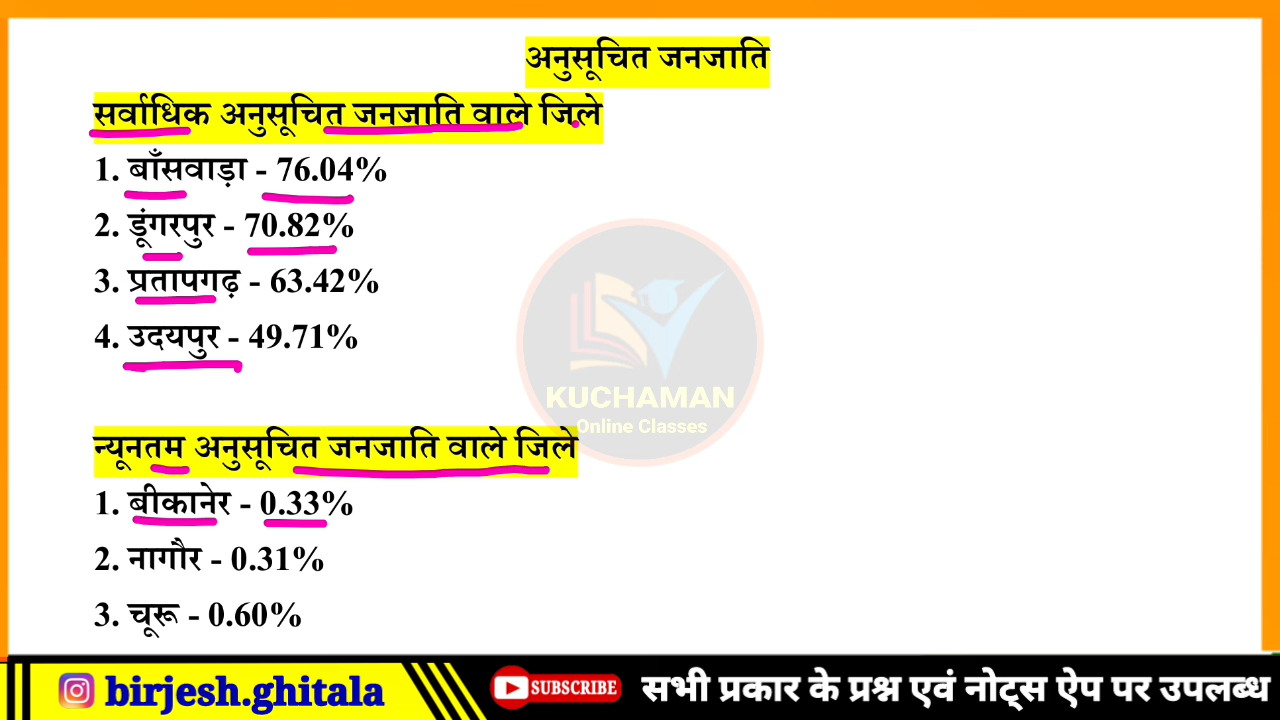 अनुसूचित जनजाति
सर्वाधिक अनुसूचित जनजाति वाले जिले
1. बाँसवाड़ा - 76.04%
2. डूंगरपुर - 70.82%
3. प्रतापगढ़ - 63.42%
4. उदयपुर - 49.71%
KUCHAMAN
Online Classes
न्यूनतम अनुसूचित जनजाति वाले जिले
1. बीकानेर - 0.33%
2. नागौर - 0.31%
3. चूरू - 0.60%
birjesh.ghitala
SUBSCRIBE
सभी प्रकार के प्रश्न एवं नोट्स ऐप पर उपलब्ध